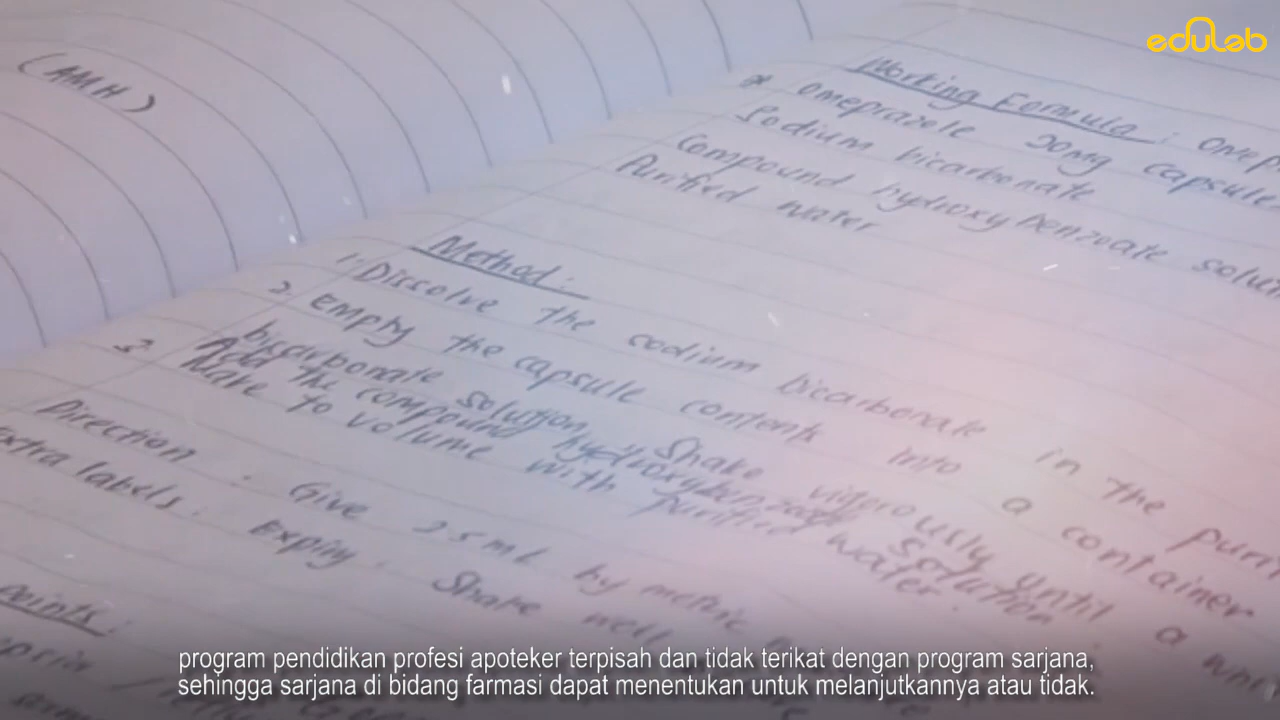 edulab
(AMH)
Working Formula:
Omeprazole 20mg capsules
Sodium bicarbonate
Compound hydroxybenzoate
Purified water
Method:
1. Dissolve the sodium bicarbonate in the
2. Empty the capsule contents into a container
bicarbonate solution. Shake vigorously until a
3. Add the compound hydroxybenzoate solution.
Make to volume with purified water.
Direction: Give 2.5mL by metric
Extra labels: Expiry. Shake well
points:
program pendidikan profesi apoteker terpisah dan tidak terikat dengan program sarjana,
sehingga sarjana di bidang farmasi dapat menentukan untuk melanjutkannya atau tidak.